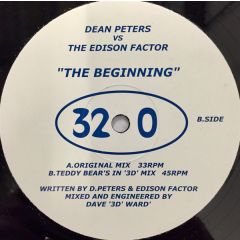 DEAN PETERS
VS
THE EDISON FACTOR
"THE BEGINNING"
32 0
B.SIDE
A.ORIGINAL MIX 33RPM
B.TEDDY BEAR'S IN '3D' MIX 45RPM
WRITTEN BY D.PETERS & EDISON FACTOR
MIXED AND ENGINEERED BY
DAVE '3D' WARD'